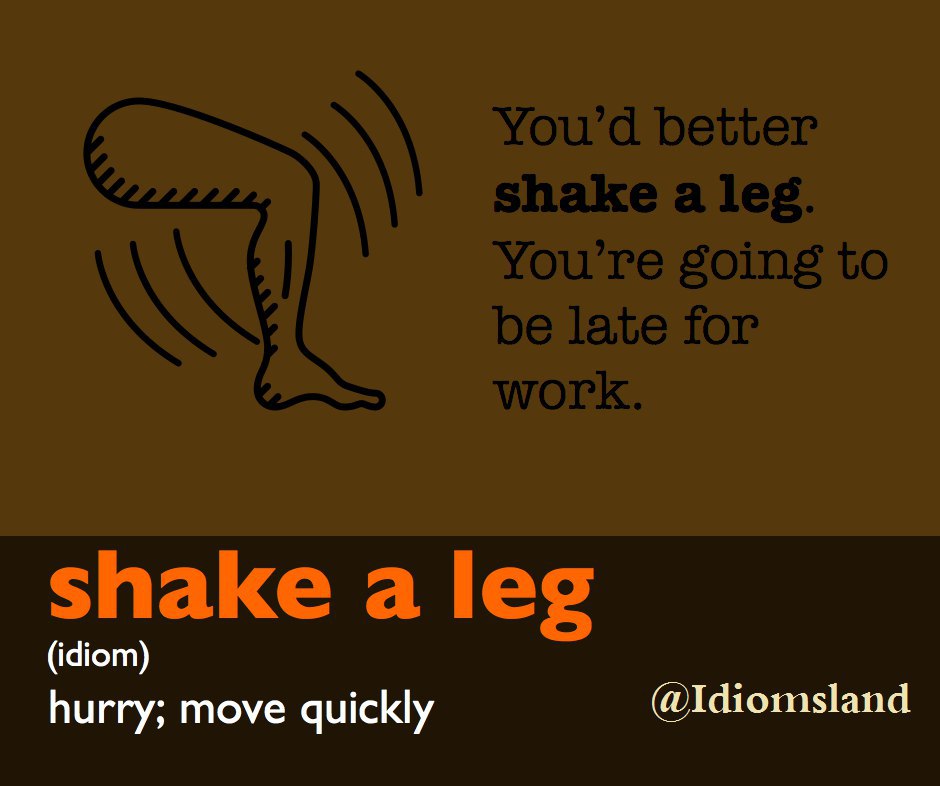 You’d better
shake a leg.
You’re going to
be late for
work.
shake a leg
(idiom)
hurry; move quickly
@Idiomsland